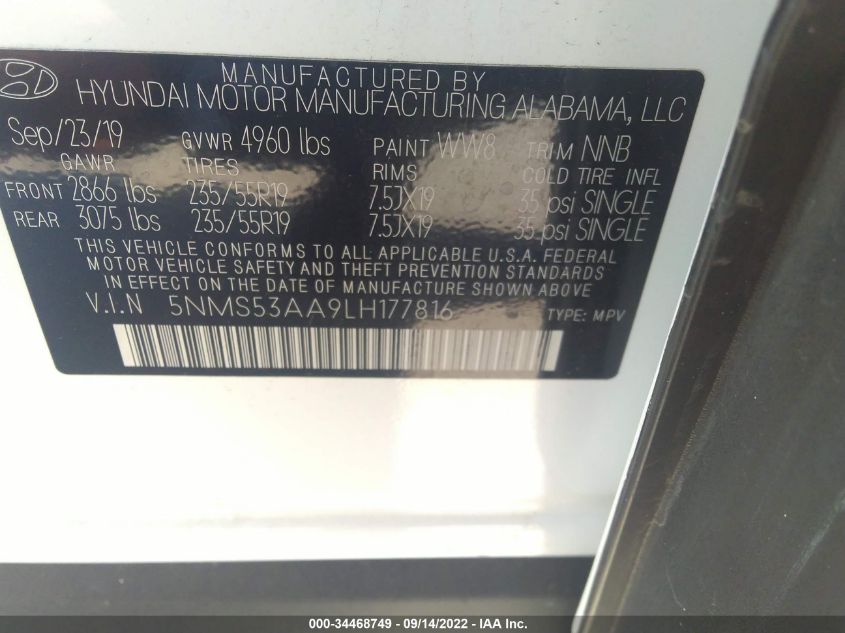 MANUFACTURED BY
HYUNDAI MOTOR MANUFACTURING ALABAMA, LLC
Sep/23/19 GVWR 4960 lbs PAINT WW8 TRIM NNB
GAWR TIRES RIMS COLD TIRE INFL
FRONT 2866 lbs 235/55R19 7.5JX19 35 psi SINGLE
REAR 3075 lbs 235/55R19 7.5JX19 35 psi SINGLE
THIS VEHICLE CONFORMS TO ALL APPLICABLE U.S.A. FEDERAL
MOTOR VEHICLE SAFETY AND THEFT PREVENTION STANDARDS
IN EFFECT ON THE DATE OF MANUFACTURE SHOWN ABOVE
V.I.N 5NMS53AA9LH177816 TYPE: MPV
000-34468749 - 09/14/2022 - IAA Inc.